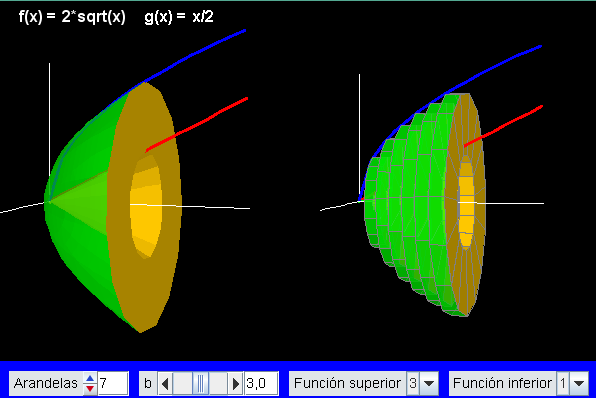 f(x) = 2*sqrt(x) g(x) = x/2
Arandelas 7 b 3,0 Función superior 3 Función inferior 1